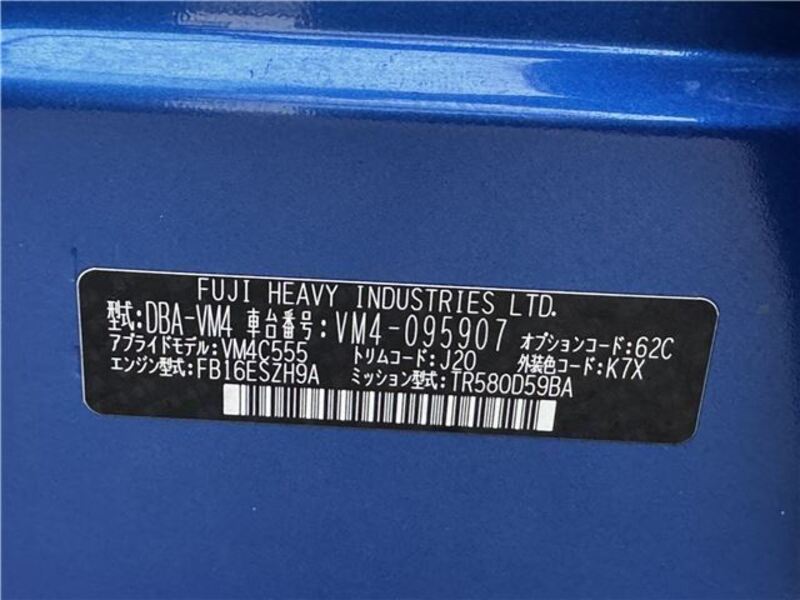 FUJI HEAVY INDUSTRIES LTD.
型式:DBA-VM4 車台番号:VM4-095907 オプションコード:62C
アプライドモデル:VM4C555 トリムコード:J20 外装色コード:K7X
エンジン型式:FB16ESZH9A ミッション型式:TR580D59BA